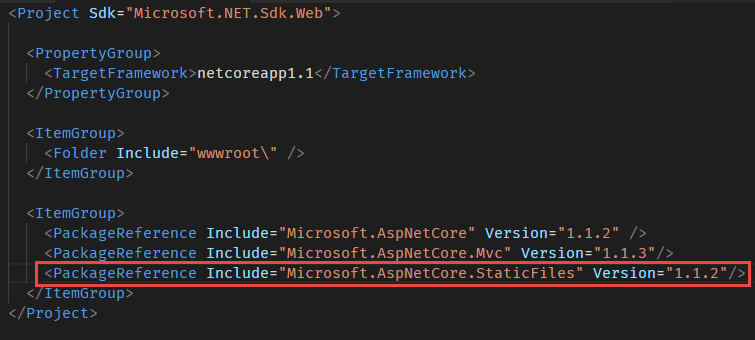 <Project Sdk="Microsoft.NET.Sdk.Web">
<PropertyGroup>
<TargetFramework>netcoreapp1.1</TargetFramework>
</PropertyGroup>
<ItemGroup>
<Folder Include="wwwroot\" />
</ItemGroup>
<ItemGroup>
<PackageReference Include="Microsoft.AspNetCore" Version="1.1.2" />
<PackageReference Include="Microsoft.AspNetCore.Mvc" Version="1.1.3"/>
<PackageReference Include="Microsoft.AspNetCore.StaticFiles" Version="1.1.2"/>
</ItemGroup>
</Project>